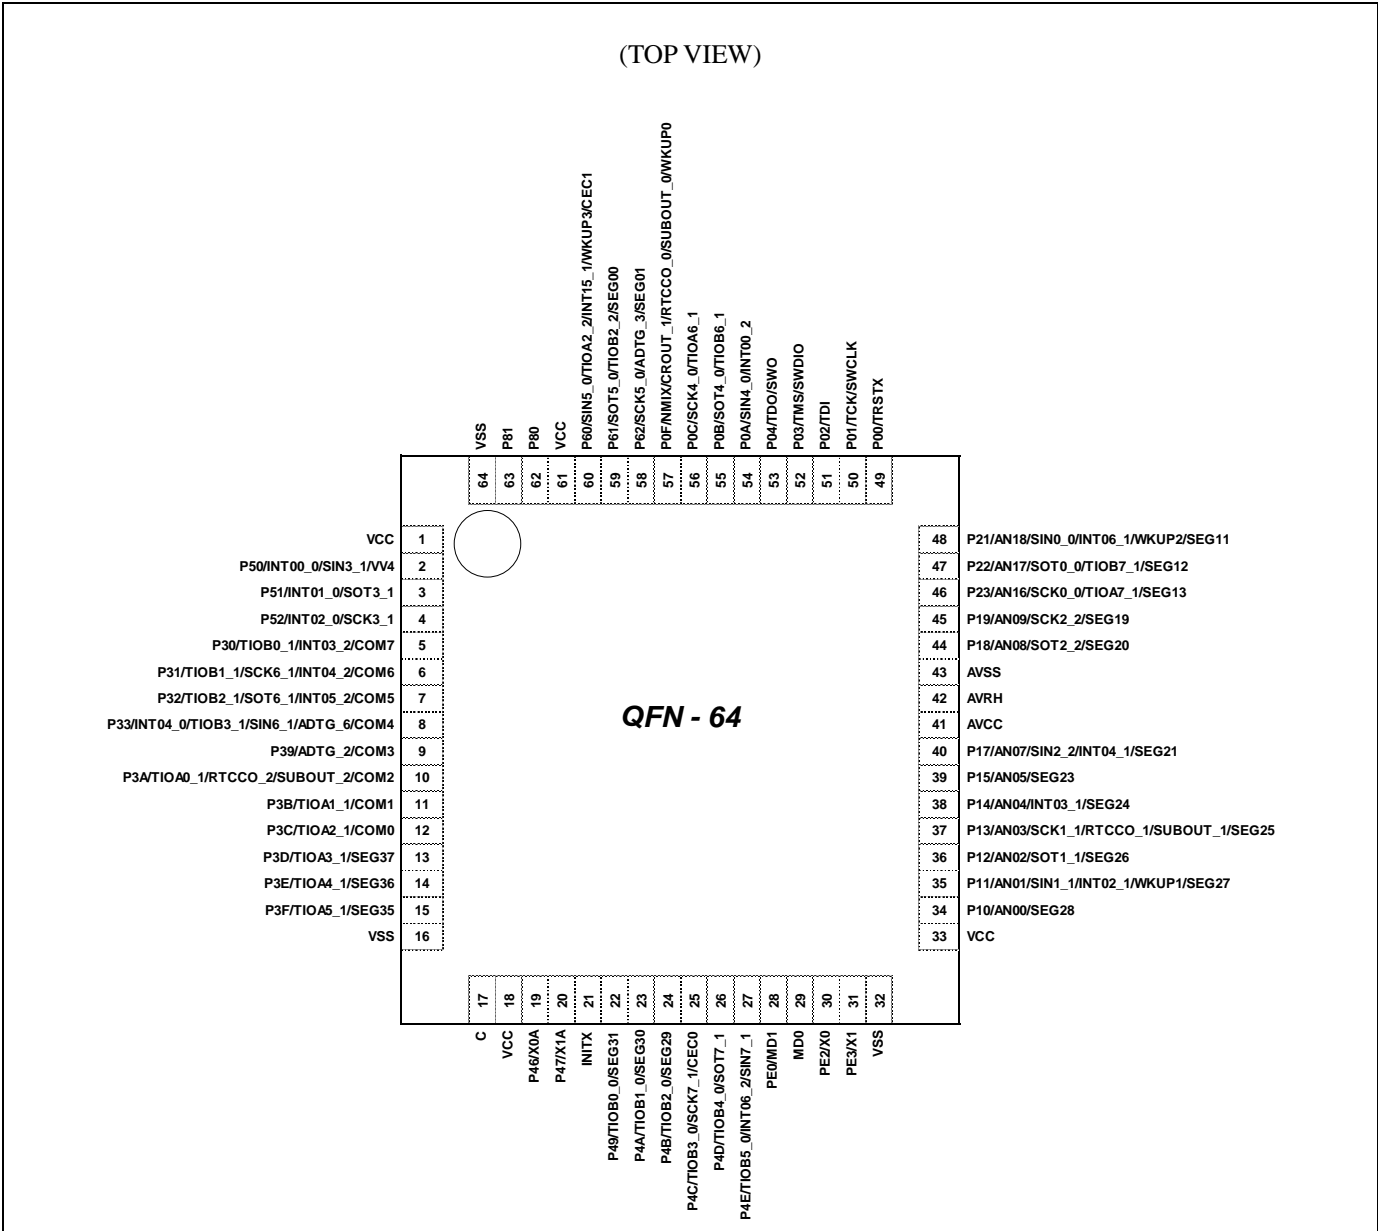 (TOP VIEW)
VSS
P81
P80
VCC
P60/SIN5_0/TIOA2_2/INT15_1/WKUP3/CEC1
P61/SOT5_0/TIOB2_2/SEG00
P62/SCK5_0/ADTG_3/SEG01
P0F/NMIX/CROUT_1/RTCCO_0/SUBOUT_0/WKUP0
P0C/SCK4_0/TIOA6_1
P0B/SOT4_0/TIOB6_1
P0A/SIN4_0/INT00_2
P04/TDO/SWO
P03/TMS/SWDIO
P02/TDI
P01/TCK/SWCLK
P00/TRSTX
64 63 62 61 60 59 58 57 56 55 54 53 52 51 50 49
VCC 1
P50/INT00_0/SIN3_1/VV4 2
P51/INT01_0/SOT3_1 3
P52/INT02_0/SCK3_1 4
P30/TIOB0_1/INT03_2/COM7 5
P31/TIOB1_1/SCK6_1/INT04_2/COM6 6
P32/TIOB2_1/SOT6_1/INT05_2/COM5 7
P33/INT04_0/TIOB3_1/SIN6_1/ADTG_6/COM4 8
P39/ADTG_2/COM3 9
P3A/TIOA0_1/RTCCO_2/SUBOUT_2/COM2 10
P3B/TIOA1_1/COM1 11
P3C/TIOA2_1/COM0 12
P3D/TIOA3_1/SEG37 13
P3E/TIOA4_1/SEG36 14
P3F/TIOA5_1/SEG35 15
VSS 16
QFN - 64
48 P21/AN18/SIN0_0/INT06_1/WKUP2/SEG11
47 P22/AN17/SOT0_0/TIOB7_1/SEG12
46 P23/AN16/SCK0_0/TIOA7_1/SEG13
45 P19/AN09/SCK2_2/SEG19
44 P18/AN08/SOT2_2/SEG20
43 AVSS
42 AVRH
41 AVCC
40 P17/AN07/SIN2_2/INT04_1/SEG21
39 P15/AN05/SEG23
38 P14/AN04/INT03_1/SEG24
37 P13/AN03/SCK1_1/RTCCO_1/SUBOUT_1/SEG25
36 P12/AN02/SOT1_1/SEG26
35 P11/AN01/SIN1_1/INT02_1/WKUP1/SEG27
34 P10/AN00/SEG28
33 VCC
17 18 19 20 21 22 23 24 25 26 27 28 29 30 31 32
C
VCC
P46/X0A
P47/X1A
INITX
P49/TIOB0_0/SEG31
P4A/TIOB1_0/SEG30
P4B/TIOB2_0/SEG29
P4C/TIOB3_0/SCK7_1/CEC0
P4D/TIOB4_0/SOT7_1
P4E/TIOB5_0/INT06_2/SIN7_1
PE0/MD1
MD0
PE2/X0
PE3/X1
VSS